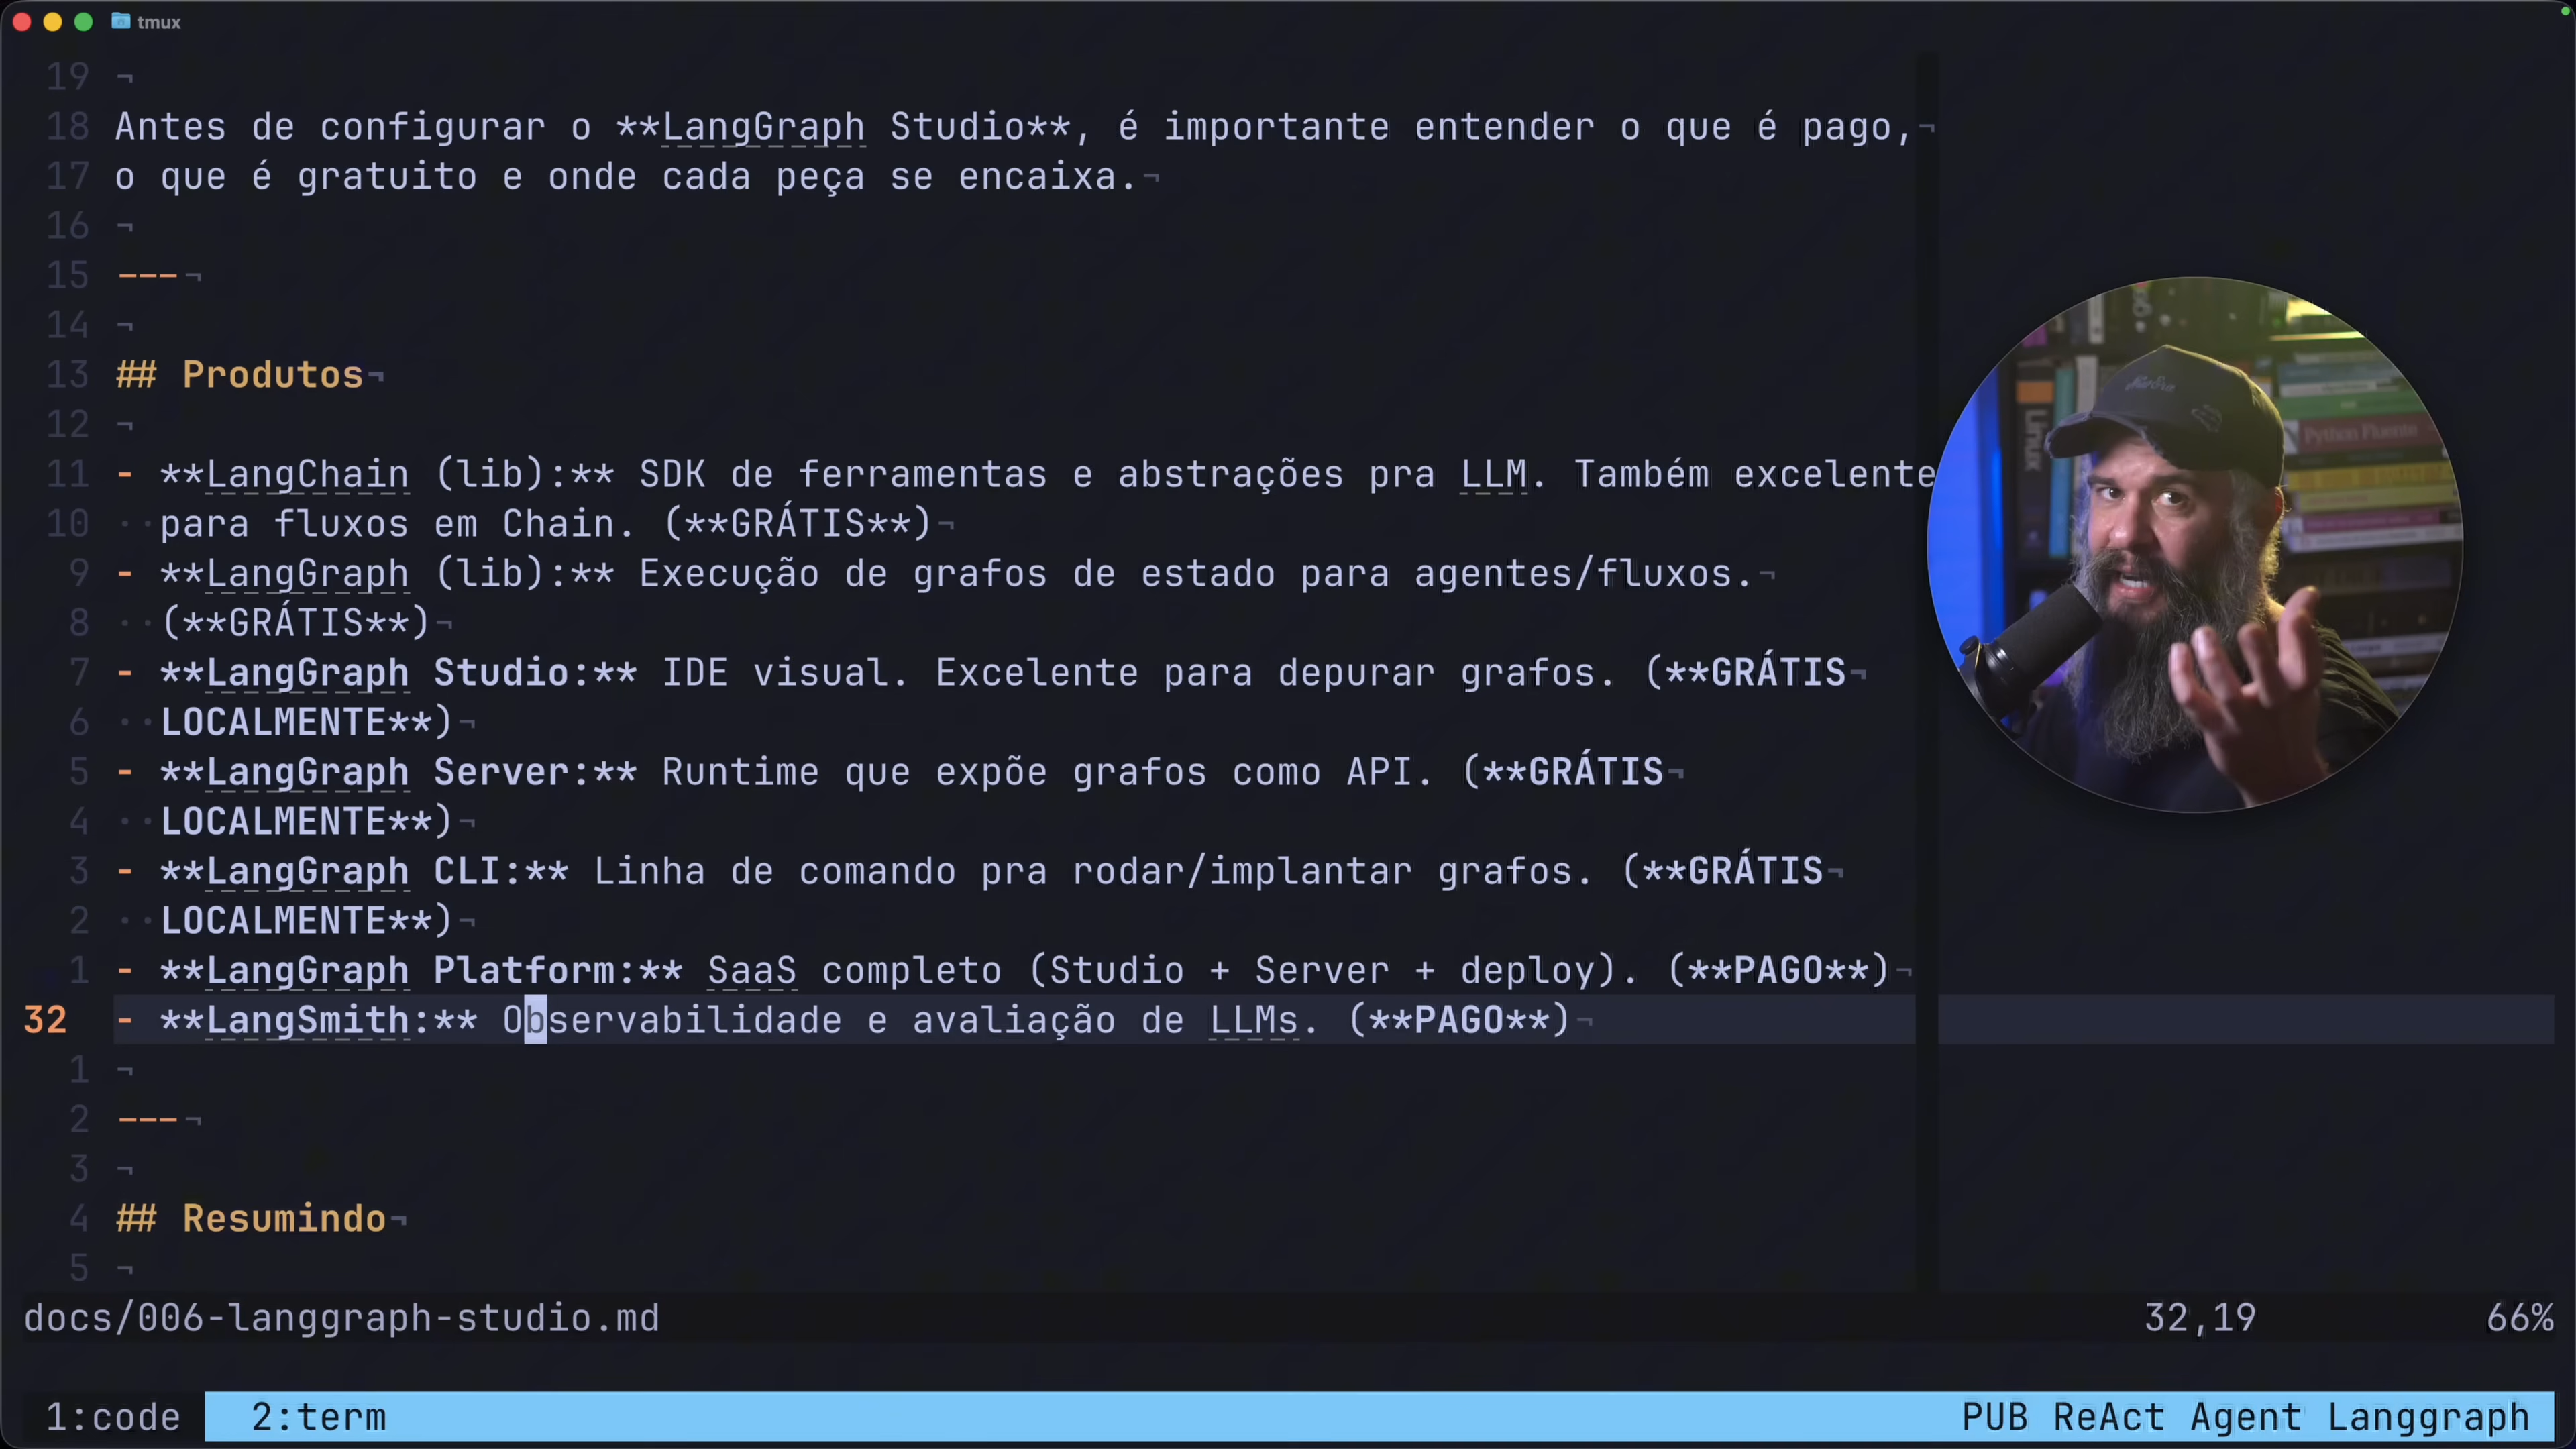 tmux
19 ¬
18 Antes de configurar o **LangGraph Studio**, é importante entender o que é pago,¬
17 o que é gratuito e onde cada peça se encaixa.¬
16 ¬
15 ---¬
14 ¬
13 ## Produtos¬
12 ¬
11 - **LangChain (lib):** SDK de ferramentas e abstrações pra LLM. Também excelente
10 ··para fluxos em Chain. (**GRÁTIS**)¬
9 - **LangGraph (lib):** Execução de grafos de estado para agentes/fluxos.¬
8 ··(**GRÁTIS**)¬
7 - **LangGraph Studio:** IDE visual. Excelente para depurar grafos. (**GRÁTIS¬
6 ··LOCALMENTE**)¬
5 - **LangGraph Server:** Runtime que expõe grafos como API. (**GRÁTIS¬
4 ··LOCALMENTE**)¬
3 - **LangGraph CLI:** Linha de comando pra rodar/implantar grafos. (**GRÁTIS¬
2 ··LOCALMENTE**)¬
1 - **LangGraph Platform:** SaaS completo (Studio + Server + deploy). (**PAGO**)¬
32 - **LangSmith:** Observabilidade e avaliação de LLMs. (**PAGO**)¬
1 ¬
2 ---¬
3 ¬
4 ## Resumindo¬
5 ¬
docs/006-langgraph-studio.md 32,19 66%
1:code 2:term PUB ReAct Agent Langgraph
Linux
Python Fluente